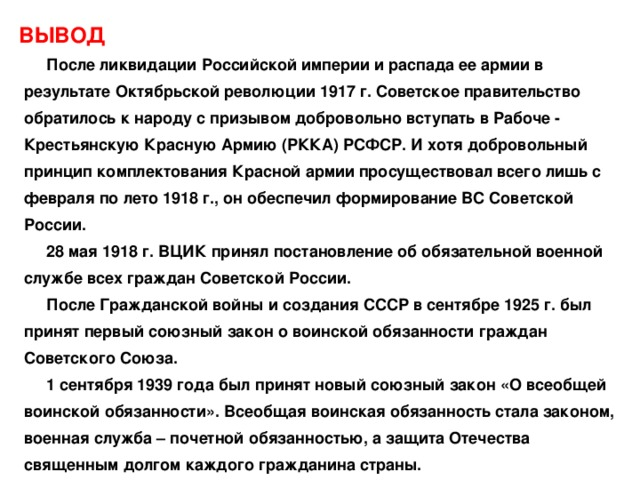 ВЫВОД
После ликвидации Российской империи и распада ее армии в
результате Октябрьской революции 1917 г. Советское правительство
обратилось к народу с призывом добровольно вступать в Рабоче -
Крестьянскую Красную Армию (РККА) РСФСР. И хотя добровольный
принцип комплектования Красной армии просуществовал всего лишь с
февраля по лето 1918 г., он обеспечил формирование ВС Советской
России.
28 мая 1918 г. ВЦИК принял постановление об обязательной военной
службе всех граждан Советской России.
После Гражданской войны и создания СССР в сентябре 1925 г. был
принят первый союзный закон о воинской обязанности граждан
Советского Союза.
1 сентября 1939 года был принят новый союзный закон «О всеобщей
воинской обязанности». Всеобщая воинская обязанность стала законом,
военная служба – почетной обязанностью, а защита Отечества
священным долгом каждого гражданина страны.